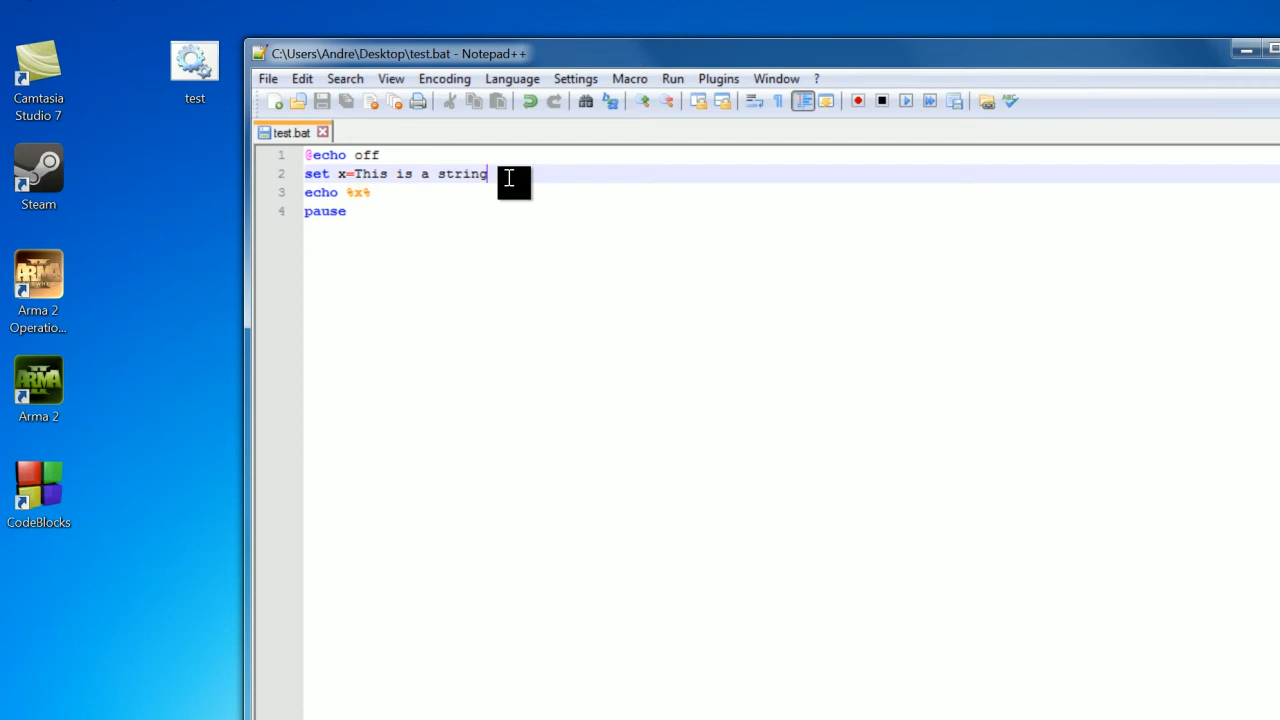 C:\Users\Andre\Desktop\test.bat - Notepad++
File Edit Search View Encoding Language Settings Macro Run Plugins Window ?
test.bat
1 @echo off
2 set x=This is a string
3 echo %x%
4 pause
Camtasia
Studio 7
test
Steam
Arma 2
Operatio...
Arma 2
CodeBlocks